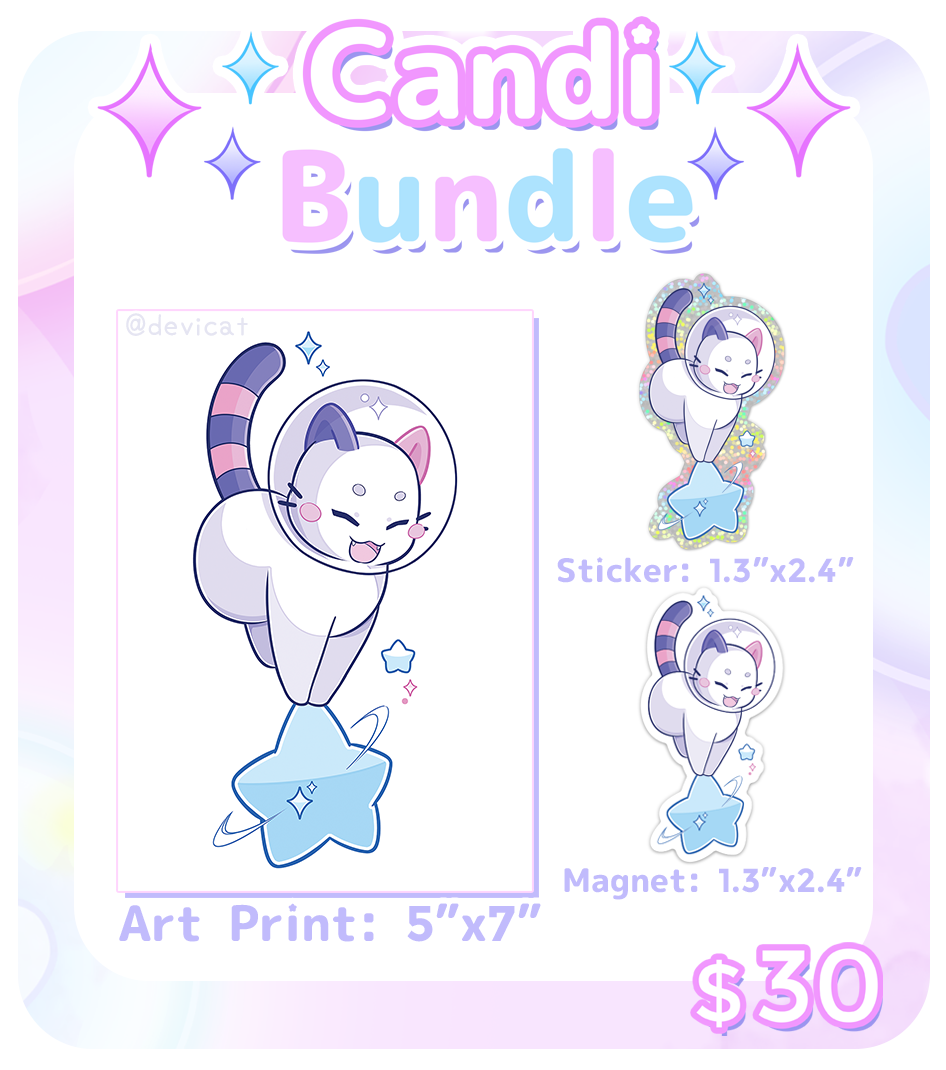 Candi
Bundle
@devicat
Sticker: 1.3”x2.4”
Magnet: 1.3”x2.4”
Art Print: 5”x7”
$30